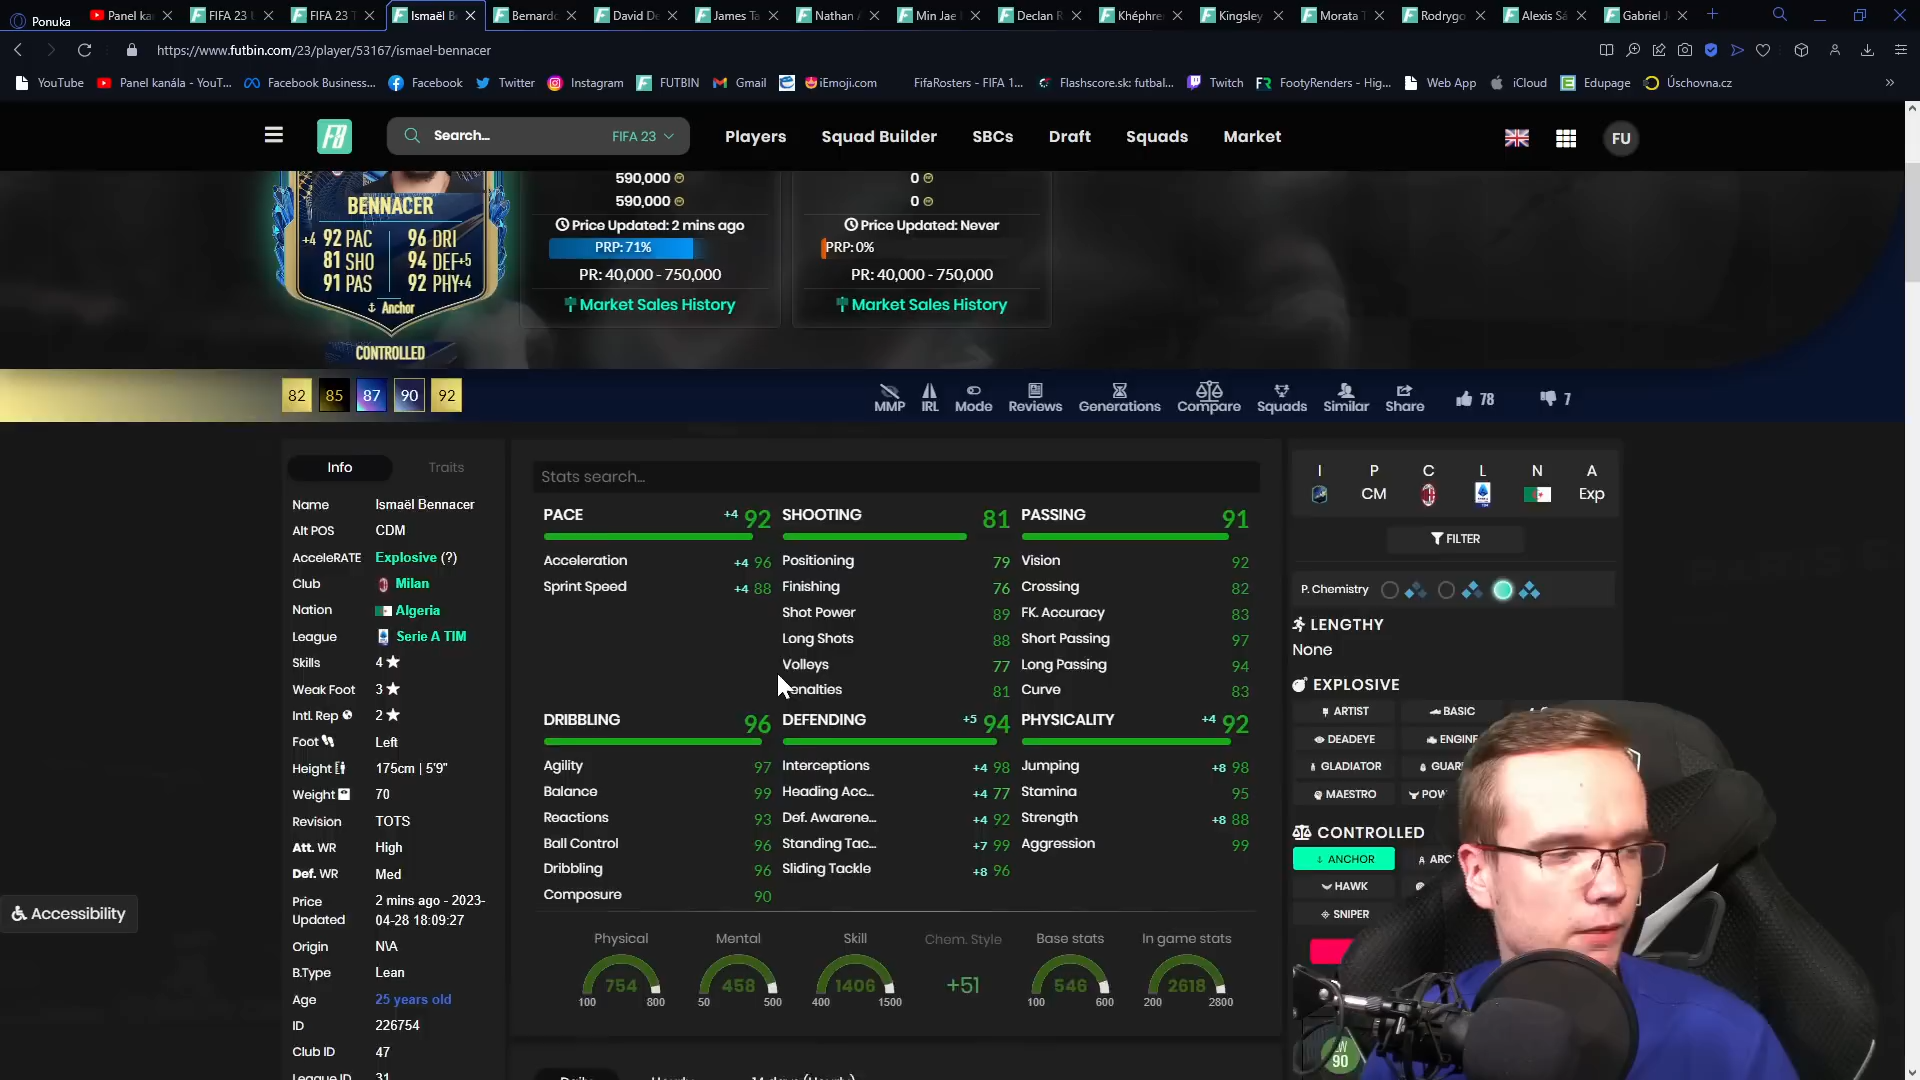 Ponuka
Panel ka
FIFA 23
FIFA 23 T
Ismaël B
Bernard
David D
James Ta
Nathan
Min Jae
Declan R
Khéphre
Kingsley
Morata T
Rodrygo
Alexis Sá
Gabriel J
https://www.futbin.com/23/player/53167/ismael-bennacer
YouTube
Panel kanála - YouT...
Facebook Business...
Facebook
Twitter
Instagram
FUTBIN
Gmail
iEmoji.com
FifaRosters - FIFA 1...
Flashscore.sk: futbal...
Twitch
FootyRenders - Hig...
Web App
iCloud
Edupage
Úschovna.cz
»
Search...
FIFA 23
Players
Squad Builder
SBCs
Draft
Squads
Market
FU
BENNACER
+4 92 PAC 96 DRI
81 SHO 94 DEF+5
91 PAS 92 PHY+4
Anchor
CONTROLLED
590,000
590,000
Price Updated: 2 mins ago
PRP: 71%
PR: 40,000 - 750,000
Market Sales History
0
0
Price Updated: Never
PRP: 0%
PR: 40,000 - 750,000
Market Sales History
82 85 87 90 92
MMP
IRL
Mode
Reviews
Generations
Compare
Squads
Similar
Share
78
7
Info
Traits
Name Ismaël Bennacer
Alt POS CDM
AcceleRATE Explosive (?)
Club Milan
Nation Algeria
League Serie A TIM
Skills 4
Weak Foot 3
Intl. Rep 2
Foot Left
Height 175cm | 5'9"
Weight 70
Revision TOTS
Att. WR High
Def. WR Med
Price Updated 2 mins ago - 2023-
04-28 18:09:27
Origin N\A
B.Type Lean
Age 25 years old
ID 226754
Club ID 47
League ID 31
Stats search...
PACE +4 92
Acceleration +4 96
Sprint Speed +4 88
SHOOTING 81
Positioning 79
Finishing 76
Shot Power 89
Long Shots 88
Volleys 77
enalties 81
PASSING 91
Vision 92
Crossing 82
FK. Accuracy 83
Short Passing 97
Long Passing 94
Curve 83
DRIBBLING 96
Agility 97
Balance 99
Reactions 93
Ball Control 96
Dribbling 96
Composure 90
DEFENDING +5 94
Interceptions +4 98
Heading Acc... +4 77
Def. Awarene... +4 92
Standing Tac... +7 99
Sliding Tackle +8 96
PHYSICALITY +4 92
Jumping +8 98
Stamina 95
Strength +8 88
Aggression 99
Physical 754 100 800
Mental 458 50 500
Skill 1406 400 1500
Chem. Style +51
Base stats 546 100 600
In game stats 2618 200 2800
I P C L N A
CM Exp
FILTER
P. Chemistry
LENGTHY
None
EXPLOSIVE
ARTIST
BASIC
DEADEYE
ENGINE
GLADIATOR
GUAR
MAESTRO
POW
CONTROLLED
ANCHOR
ARC
HAWK
SNIPER
90
Accessibility